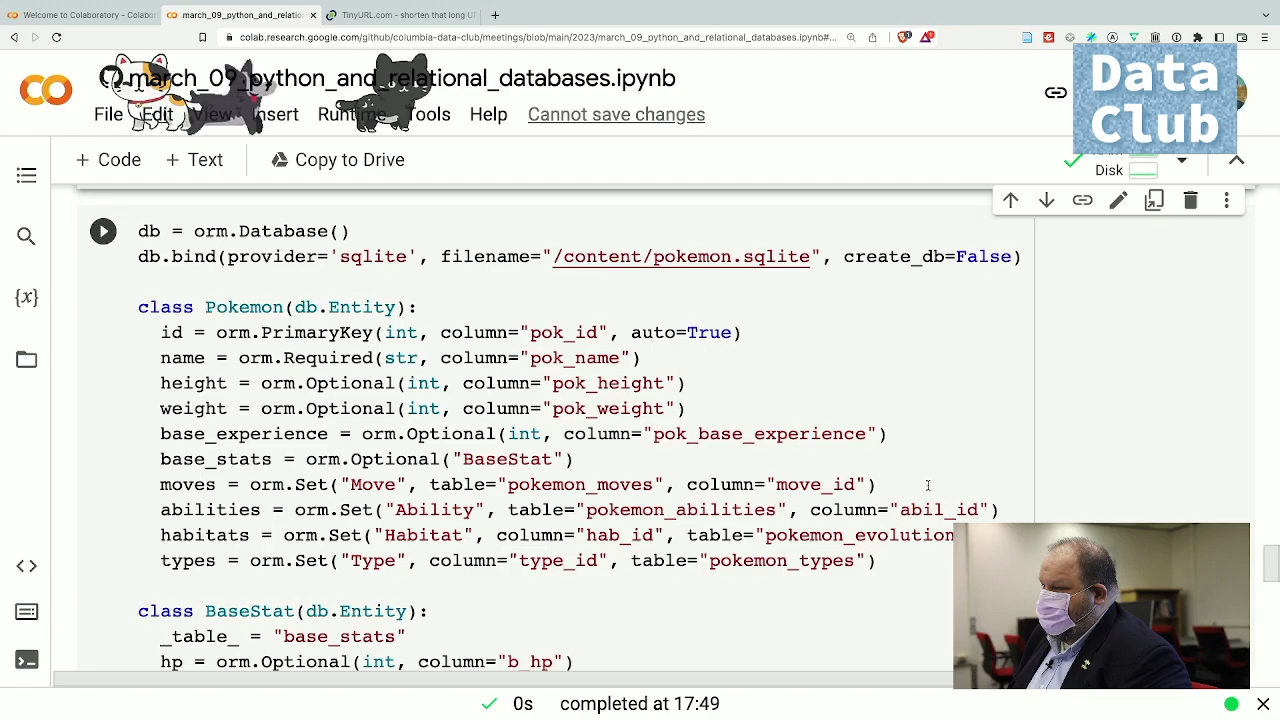 Welcome to Colaboratory - Colabor
march_09_python_and_relatio
TinyURL.com - shorten that long U
colab.research.google.com/github/columbia-data-club/meetings/blob/main/2023/march_09_python_and_relational_databases.ipynb#...
march_09_python_and_relational_databases.ipynb
File Edit View Insert Runtime Tools Help Cannot save changes
Data
Club
+ Code + Text Copy to Drive
Disk
{x}
db = orm.Database()
db.bind(provider='sqlite', filename="/content/pokemon.sqlite", create_db=False)
class Pokemon(db.Entity):
id = orm.PrimaryKey(int, column="pok_id", auto=True)
name = orm.Required(str, column="pok_name")
height = orm.Optional(int, column="pok_height")
weight = orm.Optional(int, column="pok_weight")
base_experience = orm.Optional(int, column="pok_base_experience")
base_stats = orm.Optional("BaseStat")
moves = orm.Set("Move", table="pokemon_moves", column="move_id")
abilities = orm.Set("Ability", table="pokemon_abilities", column="abil_id")
habitats = orm.Set("Habitat", column="hab_id", table="pokemon_evolution
types = orm.Set("Type", column="type_id", table="pokemon_types")
class BaseStat(db.Entity):
_table_ = "base_stats"
hp = orm.Optional(int, column="b_hp")
0s completed at 17:49